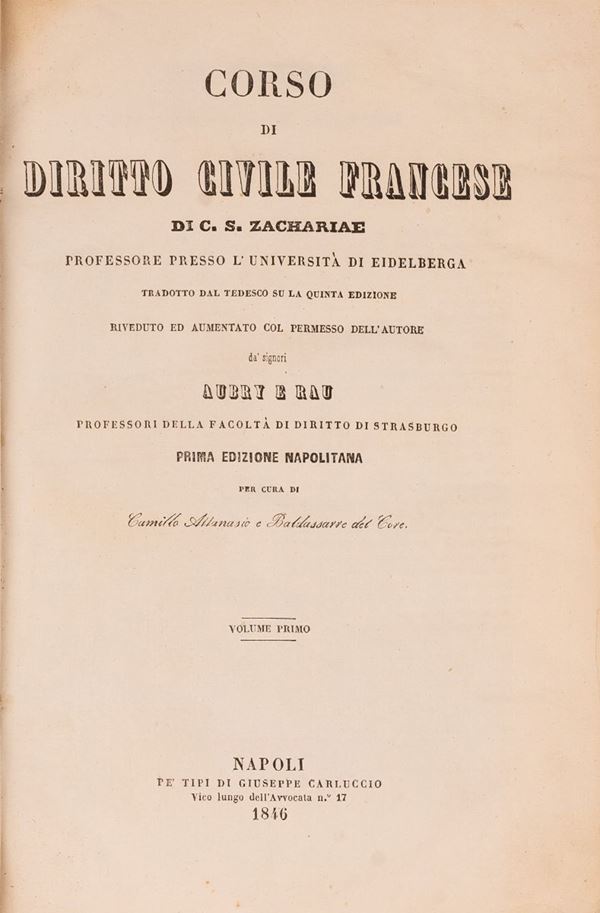 CORSO
DI
DIRITTO CIVILE FRANCESE
DI C. S. ZACHARIAE
PROFESSORE PRESSO L'UNIVERSITÀ DI EIDELBERGA
TRADOTTO DAL TEDESCO SU LA QUINTA EDIZIONE
RIVEDUTO ED AUMENTATO COL PERMESSO DELL'AUTORE
da' signori
AUBRY E RAU
PROFESSORI DELLA FACOLTÀ DI DIRITTO DI STRASBURGO
PRIMA EDIZIONE NAPOLITANA
PER CURA DI
Camillo Attanasio e Baldassarre del Core.
VOLUME PRIMO
NAPOLI
PE' TIPI DI GIUSEPPE CARLUCCIO
Vico lungo dell'Avvocata n.° 17
1846